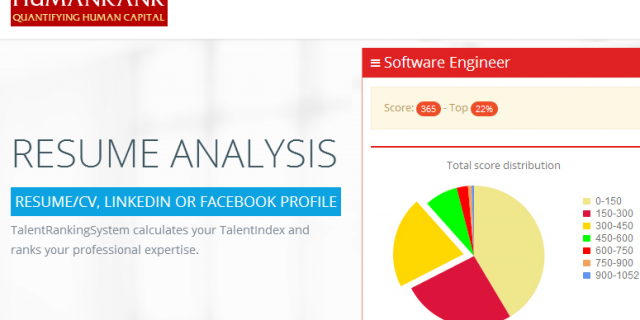 HUMANRANK
QUANTIFYING HUMAN CAPITAL
RESUME ANALYSIS
RESUME/CV, LINKEDIN OR FACEBOOK PROFILE
TalentRankingSystem calculates your TalentIndex and
ranks your professional expertise.
Software Engineer
Score: 365 - Top 22%
Total score distribution
0-150
150-300
300-450
450-600
600-750
750-900
900-1052